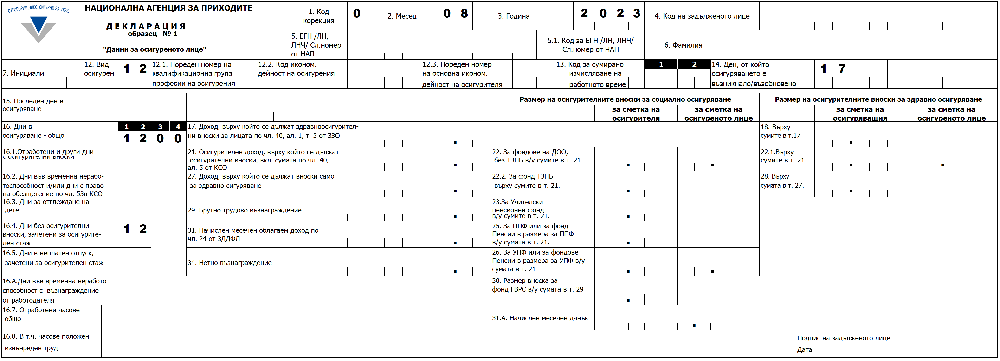 ОТГОВОРНИ ДНЕС. СИГУРНИ ЗА УТРЕ.
НАЦИОНАЛНА АГЕНЦИЯ ЗА ПРИХОДИТЕ
Д Е К Л А Р А Ц И Я
образец № 1
"Данни за осигуреното лице"
1. Код
корекция
0
2. Месец
0 8
3. Година
2 0 2 3
4. Код на задълженото лице
5. ЕГН /ЛН,
ЛНЧ/ Сл.номер
от НАП
5.1. Код за ЕГН /ЛН, ЛНЧ/
Сл.номер от НАП
6. Фамилия
7. Инициали
12. Вид
осигурен
1 2
12.1. Пореден номер на
квалификационна група
професии на осигурения
12.2. Код иконом.
дейност на осигурения
12.3. Пореден номер
на основна иконом.
дейност на осигурителя
13. Код за сумирано
изчисляване на
работното време
1 2
14. Ден, от който
осигуряването е
възникнало/възобновено
1 7
15. Последен ден в
осигуряване
Размер на осигурителните вноски за социално осигуряване
за сметка на
осигурителя
за сметка на
осигуреното лице
Размер на осигурителните вноски за здравно осигуряване
за сметка на
осигуряващия
за сметка на
осигуреното лице
16. Дни в
осигуряване - общо
1 2 3 4
1 2 0 0
17. Доход, върху който се дължат здравноосигурител-
ни вноски за лицата по чл. 40, ал. 1, т. 5 от ЗЗО
.
18. Върху
сумите в т.17
.
16.1.Отработени и други дни
с осигурителни вноски
21. Осигурителен доход, върху който се дължат
осигурителни вноски, вкл. сумата по чл. 40,
ал. 5 от КСО
.
22. За фондове на ДОО,
без ТЗПБ в/у сумите в т. 21.
. .
22.1.Върху
сумите в т. 21.
. .
16.2. Дни във временна нерабо-
тоспособност и/или дни с право
на обезщетение по чл. 53в КСО
27. Доход, върху който се дължат вноски само
за здравно сигуряване
.
22.2. За фонд ТЗПБ
върху сумите в т. 21.
.
28. Върху
сумата в т. 27.
.
16.3. Дни за отглеждане на
дете
29. Брутно трудово възнаграждение
.
23.За Учителски
пенсионен фонд
в/у сумите в т. 21.
.
16.4. Дни без осигурителни
вноски, зачетени за осигурите-
лен стаж
1 2
31. Начислен месечен облагаем доход по
чл. 24 от ЗДДФЛ
.
25. За ППФ или за фонд
Пенсии в размера за ППФ
в/у сумата в т. 21.
.
16.5. Дни в неплатен отпуск,
зачетени за осигурителен стаж
34. Нетно възнаграждение
.
26. За УПФ или за фондове
Пенсии в размера за УПФ в/у
сумата в т. 21
. .
16.А.Дни във временна неработо-
способност с възнаграждение
от работодателя
30. Размер вноска за
фонд ГВРС в/у сумата в т. 29
.
16.7. Отработени часове -
общо
31.А. Начислен месечен данък
.
16.8. В т.ч. часове положен
извънреден труд
Подпис на задълженото лице
Дата